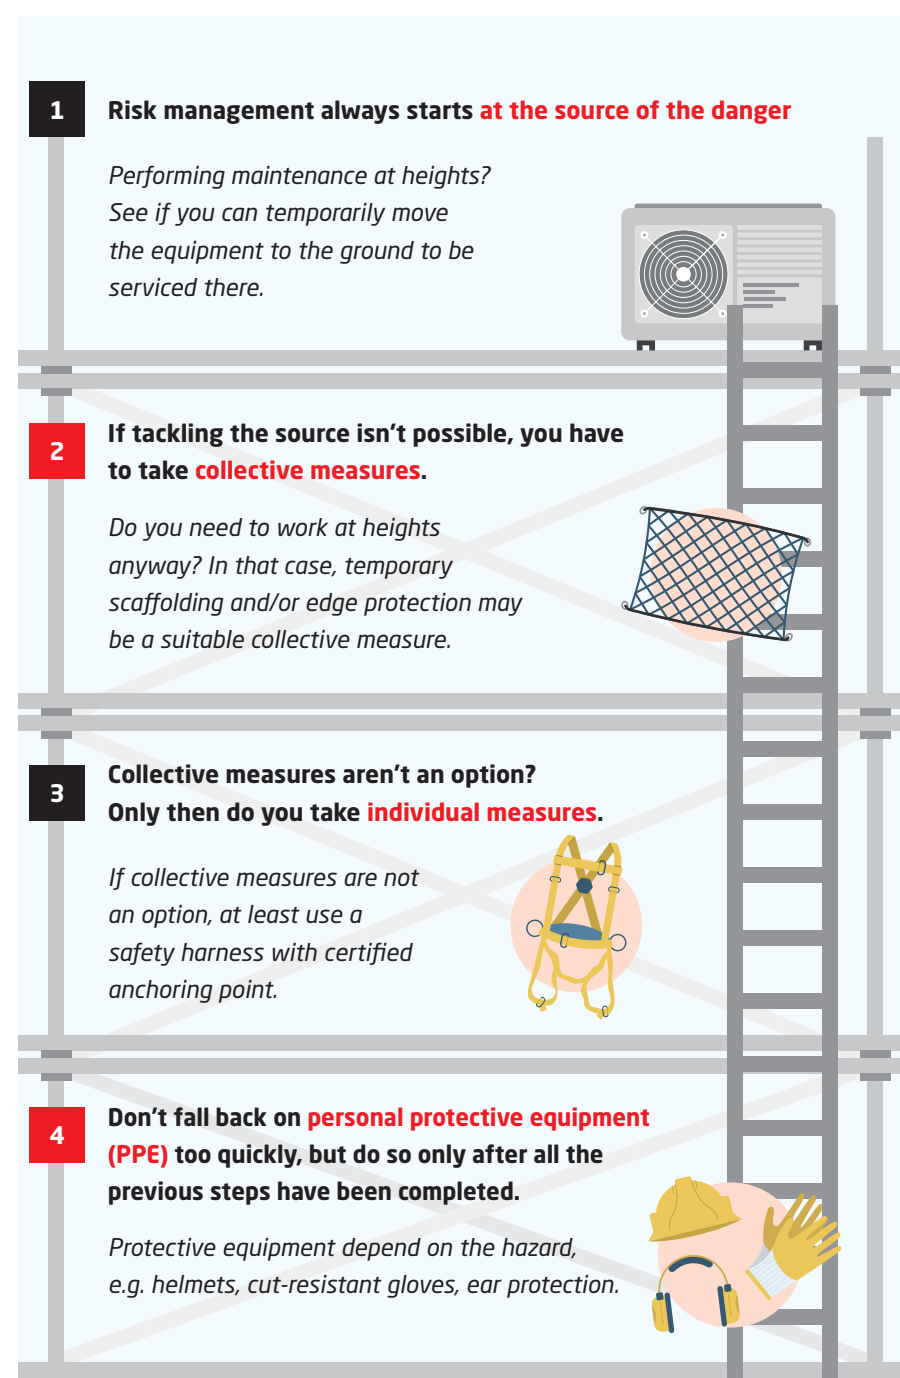 1
Risk management always starts at the source of the danger
Performing maintenance at heights?
See if you can temporarily move
the equipment to the ground to be
serviced there.
2
If tackling the source isn't possible, you have
to take collective measures.
Do you need to work at heights
anyway? In that case, temporary
scaffolding and/or edge protection may
be a suitable collective measure.
3
Collective measures aren't an option?
Only then do you take individual measures.
If collective measures are not
an option, at least use a
safety harness with certified
anchoring point.
4
Don't fall back on personal protective equipment
(PPE) too quickly, but do so only after all the
previous steps have been completed.
Protective equipment depend on the hazard,
e.g. helmets, cut-resistant gloves, ear protection.